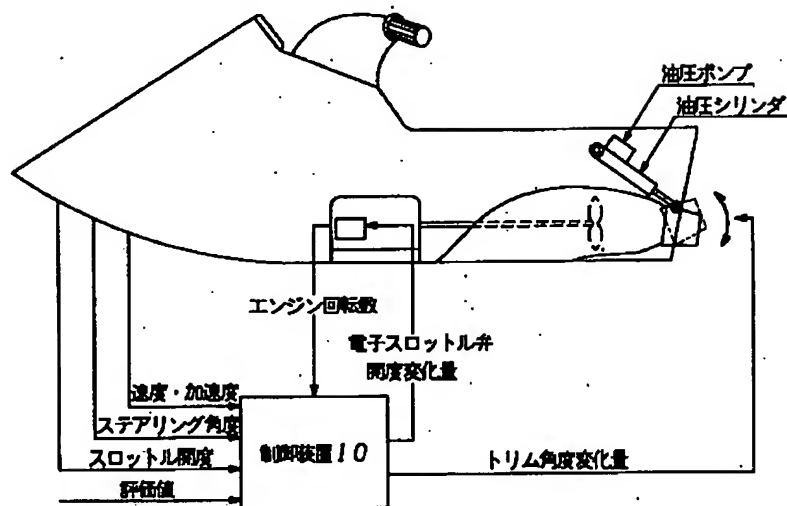 油圧ポンプ
油圧シリンダ
エンジン回転数
電子スロットル弁
開度変化量
速度・加速度
ステアリング角度
スロットル開度
評価値
制御装置10
トリム角度変化量